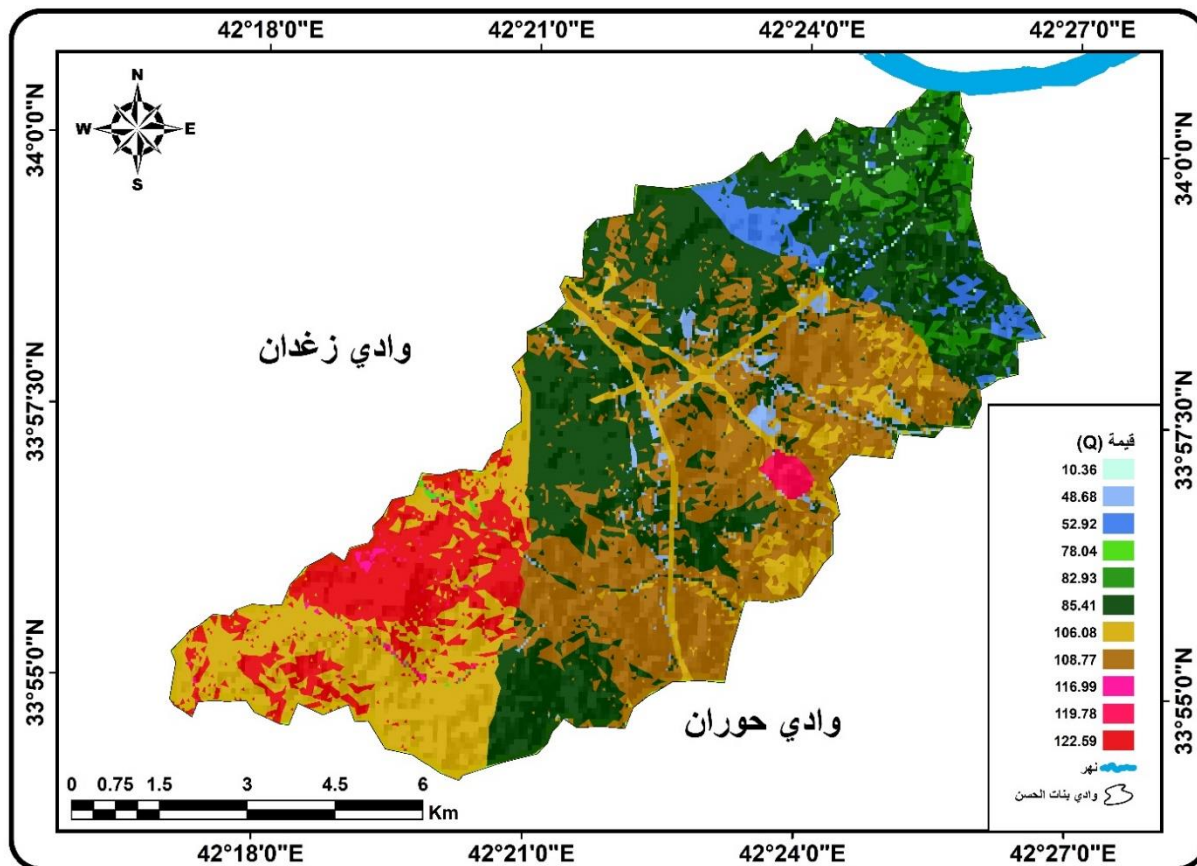 42°18'0"E 42°21'0"E 42°24'0"E 42°27'0"E
N
W E
S
34°0'0"N
34°0'0"N
وادي زغدان
33°57'30"N
33°57'30"N
قيمة (Q)
10.36
48.68
52.92
78.04
82.93
85.41
106.08
108.77
116.99
119.78
122.59
نهر
وادي بنات الحسن
33°55'0"N
33°55'0"N
وادي حوران
0 0.75 1.5 3 4.5 6
Km
42°18'0"E 42°21'0"E 42°24'0"E 42°27'0"E